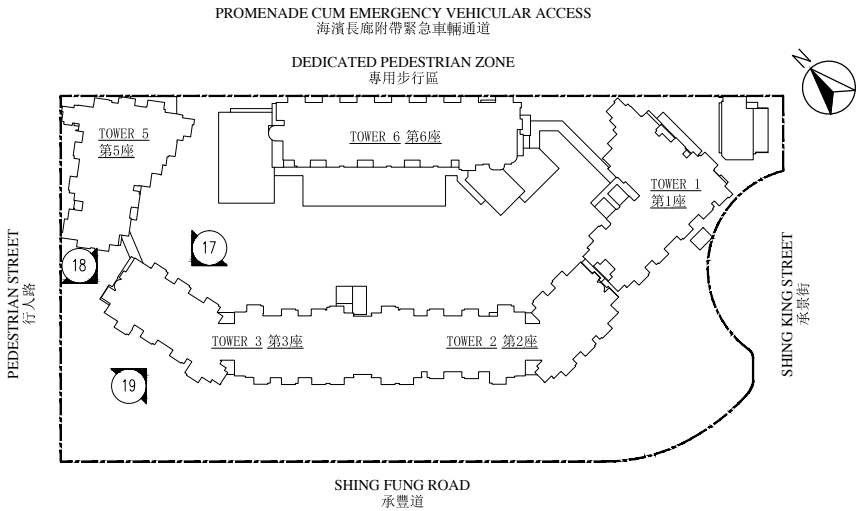 PROMENADE CUM EMERGENCY VEHICULAR ACCESS
海濱長廊附帶緊急車輛通道
DEDICATED PEDESTRIAN ZONE
專用步行區
N
TOWER 5
第5座
TOWER 6 第6座
TOWER 1
第1座
PEDESTRIAN STREET
行人路
17
18
SHING KING STREET
承景街
TOWER 3 第3座
TOWER 2 第2座
19
SHING FUNG ROAD
承豐道